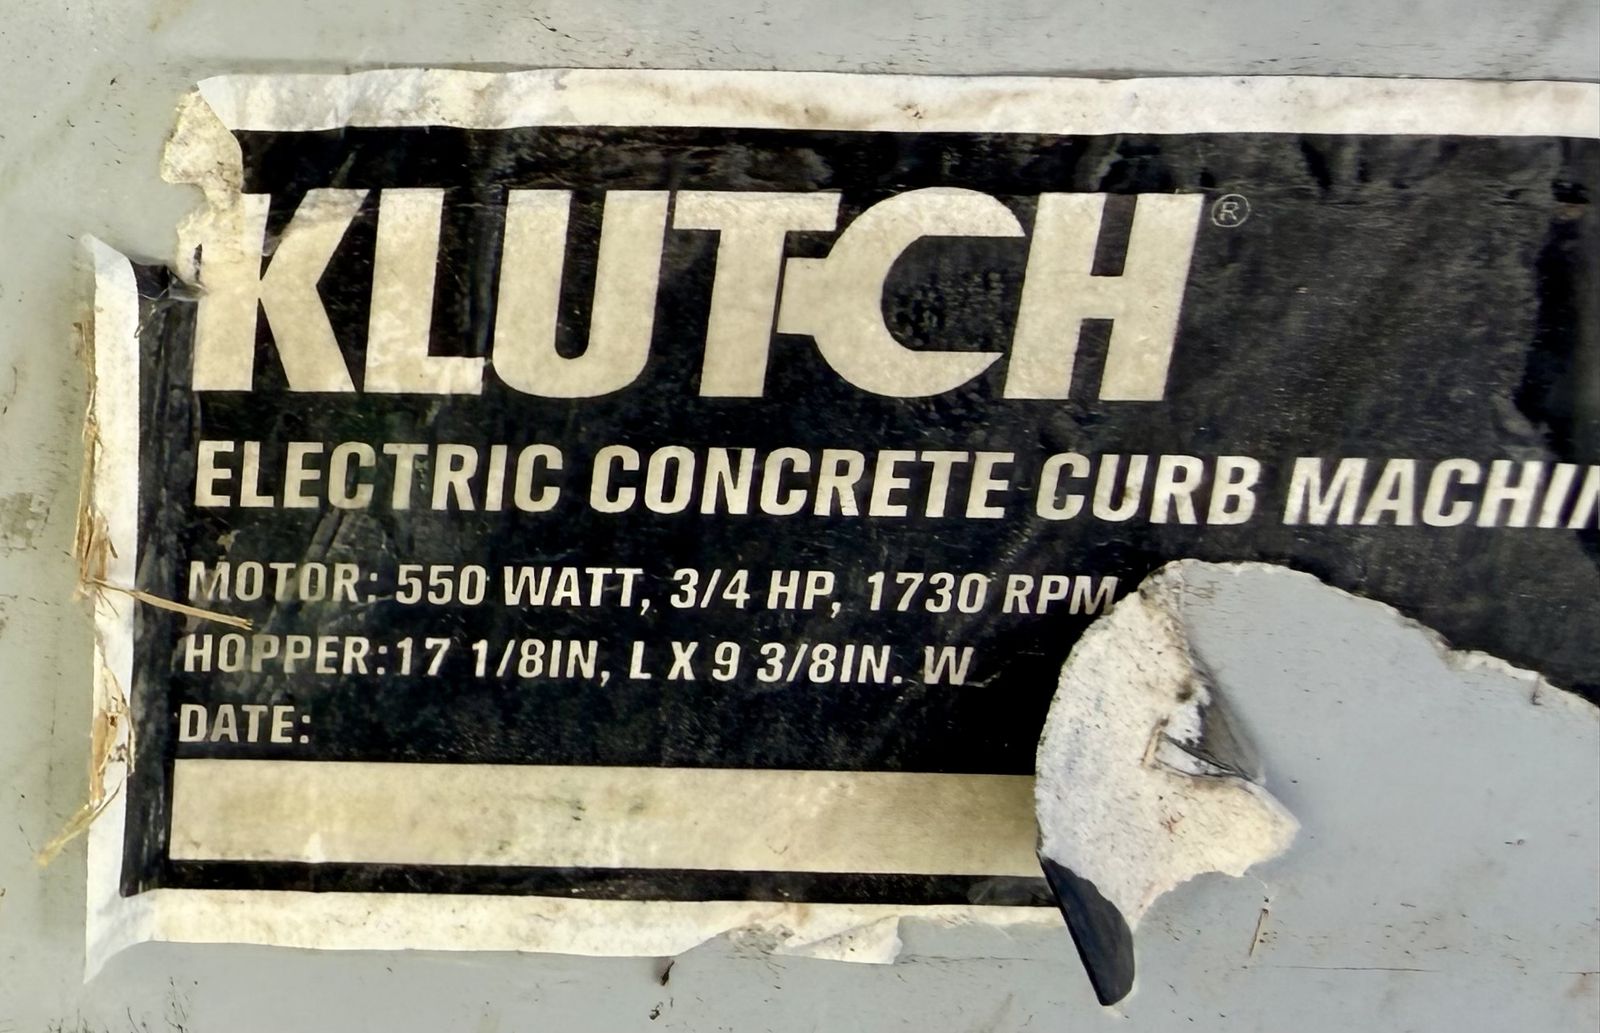 KLUTCH®
ELECTRIC CONCRETE CURB MACHIN
MOTOR: 550 WATT, 3/4 HP, 1730 RPM
HOPPER:17 1/8IN, L X 9 3/8IN. W
DATE: